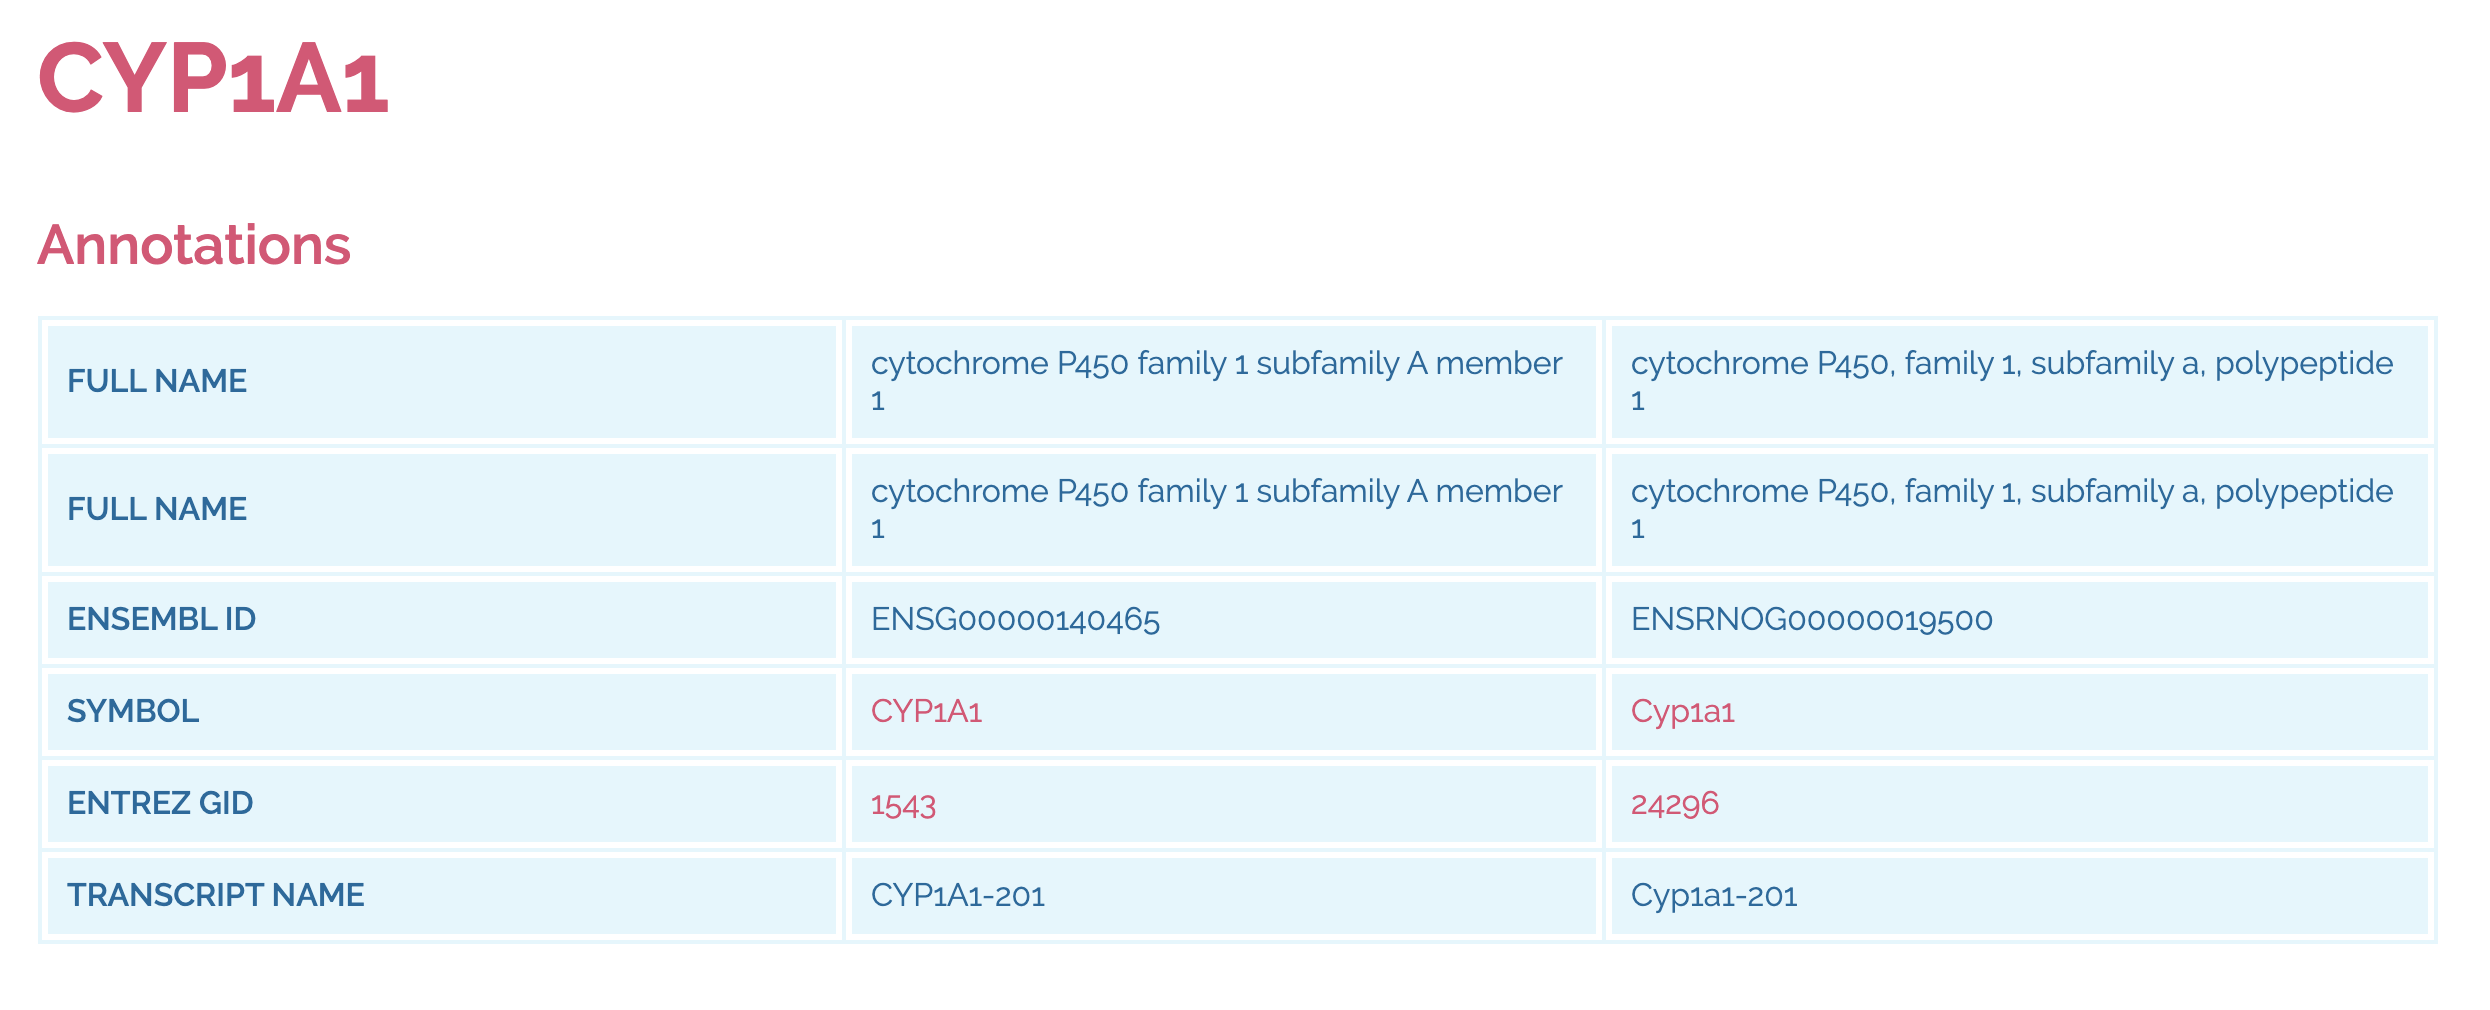 CYP1A1
Annotations
FULL NAME
cytochrome P450 family 1 subfamily A member
1
cytochrome P450, family 1, subfamily a, polypeptide
1
FULL NAME
cytochrome P450 family 1 subfamily A member
1
cytochrome P450, family 1, subfamily a, polypeptide
1
ENSEMBL ID
ENSG00000140465
ENSRNOG00000019500
SYMBOL
CYP1A1
Cyp1a1
ENTREZ GID
1543
24296
TRANSCRIPT NAME
CYP1A1-201
Cyp1a1-201